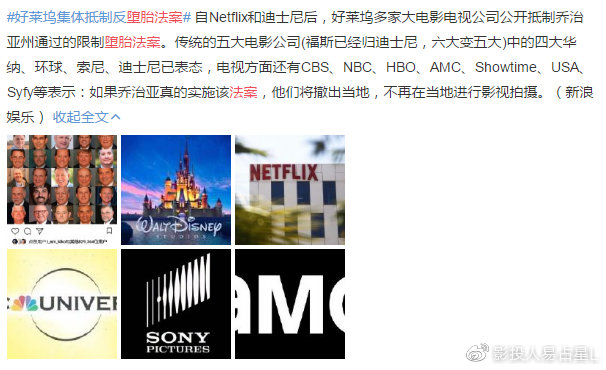 #好莱坞集体抵制反堕胎法案# 自Netflix和迪士尼后，好莱坞多家大电影电视公司公开抵制乔治
亚州通过的限制堕胎法案。传统的五大电影公司(福斯已经归迪士尼，六大变五大)中的四大华
纳、环球、索尼、迪士尼已表态，电视方面还有CBS、NBC、HBO、AMC、Showtime、USA、
Syfy等表示：如果乔治亚真的实施该法案，他们将撤出当地，不再在当地进行影视拍摄。（新浪
娱乐） 收起全文
WALT DISNEY
STUDIOS
NETFLIX
C UNIVER
SONY
PICTURES
aMC
影投人易占星L